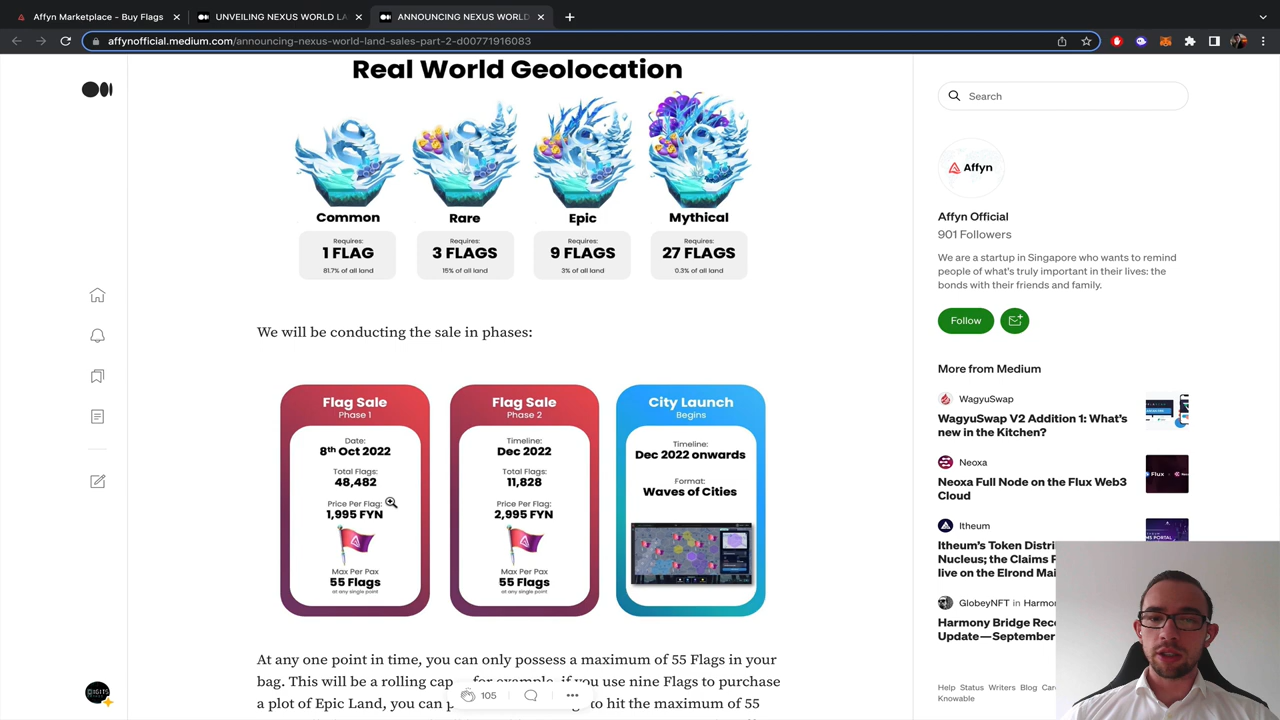 Affyn Marketplace – Buy Flags
UNVEILING NEXUS WORLD LA
ANNOUNCING NEXUS WORLD
affynofficial.medium.com/announcing-nexus-world-land-sales-part-2-d00771916083
Real World Geolocation
Common
Rare
Epic
Mythical
Requires:
1 FLAG
81.7% of all land
Requires:
3 FLAGS
15% of all land
Requires:
9 FLAGS
3% of all land
Requires:
27 FLAGS
0.3% of all land
We will be conducting the sale in phases:
Flag Sale
Phase 1
Date:
8th Oct 2022
Total Flags:
48,482
Price Per Flag:
1,995 FYN
Max Per Pax
55 Flags
at any single point
Flag Sale
Phase 2
Timeline:
Dec 2022
Total Flags:
11,828
Price Per Flag:
2,995 FYN
Max Per Pax
55 Flags
at any single point
City Launch
Begins
Timeline:
Dec 2022 onwards
Format:
Waves of Cities
At any one point in time, you can only possess a maximum of 55 Flags in your
bag. This will be a rolling cap for example, if you use nine Flags to purchase
a plot of Epic Land, you can p to hit the maximum of 55
105
Search
Affyn
Affyn Official
901 Followers
We are a startup in Singapore who wants to remind
people of what's truly important in their lives: the
bonds with their friends and family.
Follow
More from Medium
WagyuSwap
WagyuSwap V2 Addition 1: What's
new in the Kitchen?
Neoxa
Neoxa Full Node on the Flux Web3
Cloud
Itheum
Itheum's Token Distri
Nucleus; the Claims P
live on the Elrond Mai
GlobeyNFT in Harmo
Harmony Bridge Reco
Update—September
Help Status Writers Blog Car
Knowable